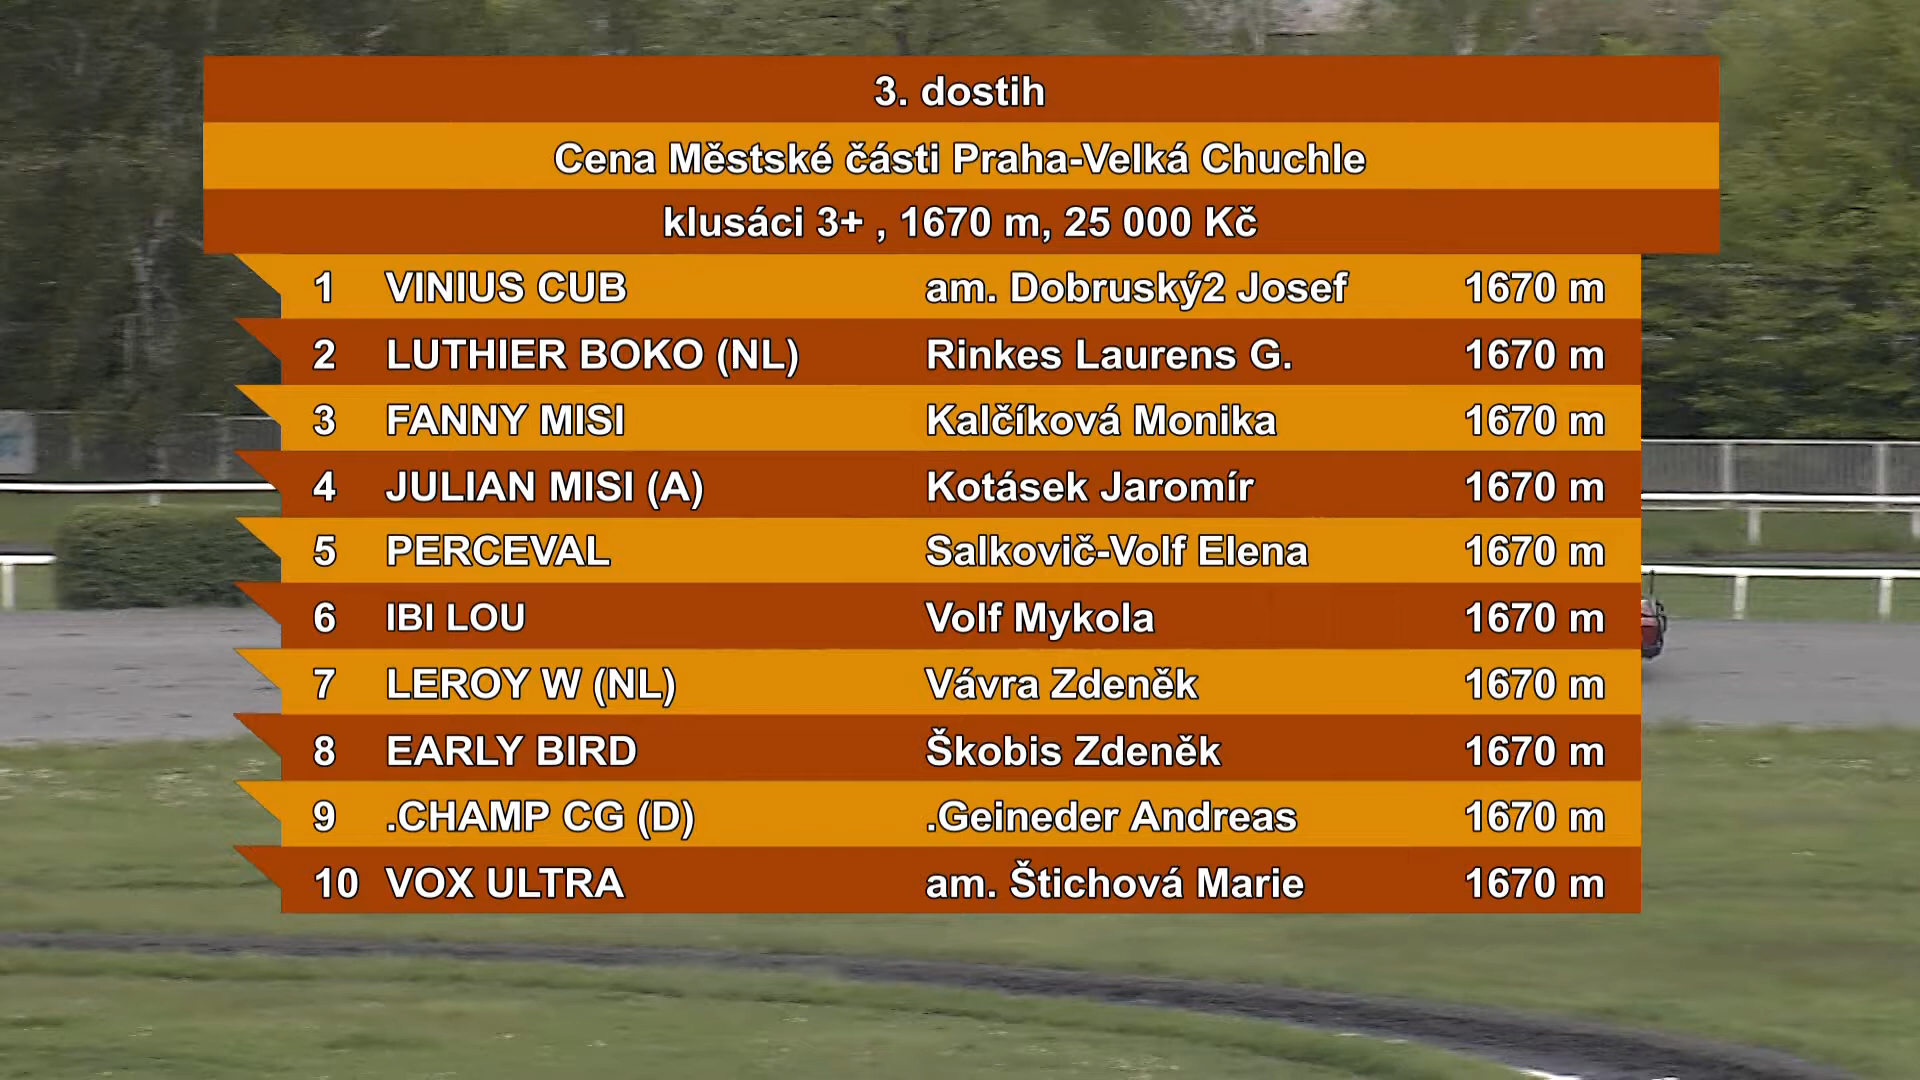 3. dostih
Cena Městské části Praha-Velká Chuchle
klusáci 3+ , 1670 m, 25 000 Kč
1 VINIUS CUB am. Dobruský2 Josef 1670 m
2 LUTHIER BOKO (NL) Rinkes Laurens G. 1670 m
3 FANNY MISI Kalčíková Monika 1670 m
4 JULIAN MISI (A) Kotásek Jaromír 1670 m
5 PERCEVAL Salkovič-Volf Elena 1670 m
6 IBI LOU Volf Mykola 1670 m
7 LEROY W (NL) Vávra Zdeněk 1670 m
8 EARLY BIRD Škobis Zdeněk 1670 m
9 .CHAMP CG (D) .Geineder Andreas 1670 m
10 VOX ULTRA am. Štichová Marie 1670 m